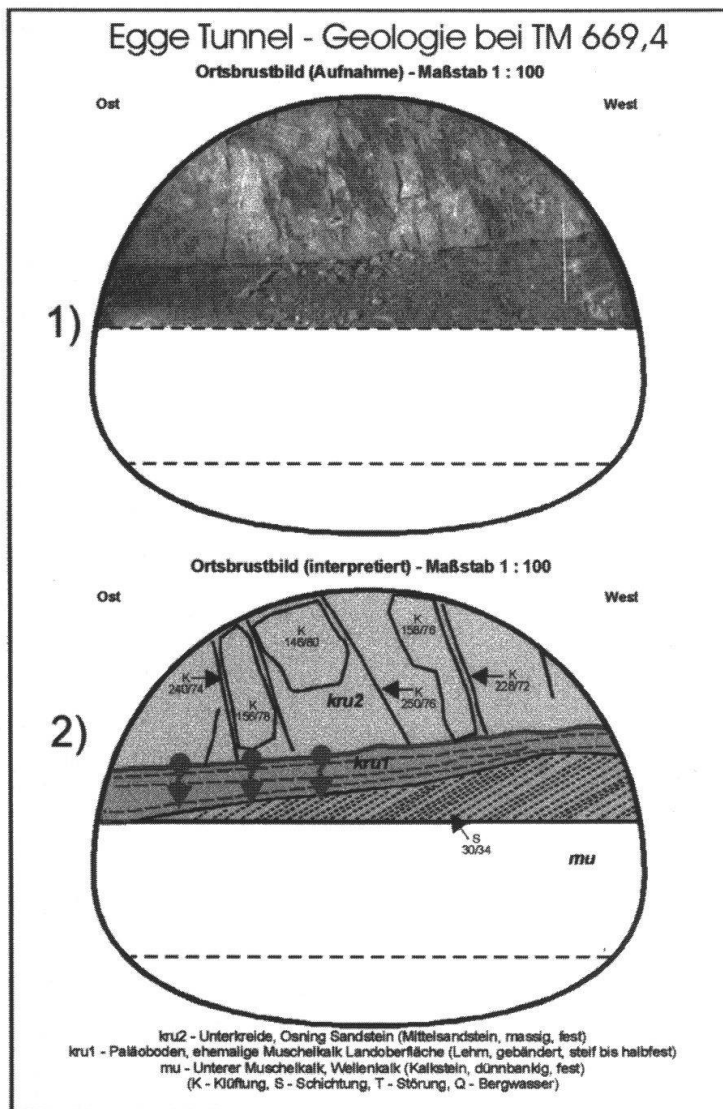 Egge Tunnel - Geologie bei TM 669,4
Ortsbrustbild (Aufnahme) - Maßstab 1 : 100
Ost West
1)
Ortsbrustbild (interpretiert) - Maßstab 1 : 100
Ost West
K
146/80
K
158/76
K
240/74
K
156/78
kru2
K
250/76
K
228/72
2)
kru1
S
30/34
mu
kru2 - Unterkreide, Osning Sandstein (Mittelsandstein, massig, fest)
kru1 - Paläoboden, ehemalige Muschelkalk Landoberfläche (Lehm, gebändert, steif bis halbfest)
mu - Unterer Muschelkalk, Wellenkalk (Kalkstein, dünnbankig, fest)
(K - Klüftung, S - Schichtung, T - Störung, Q - Bergwasser)